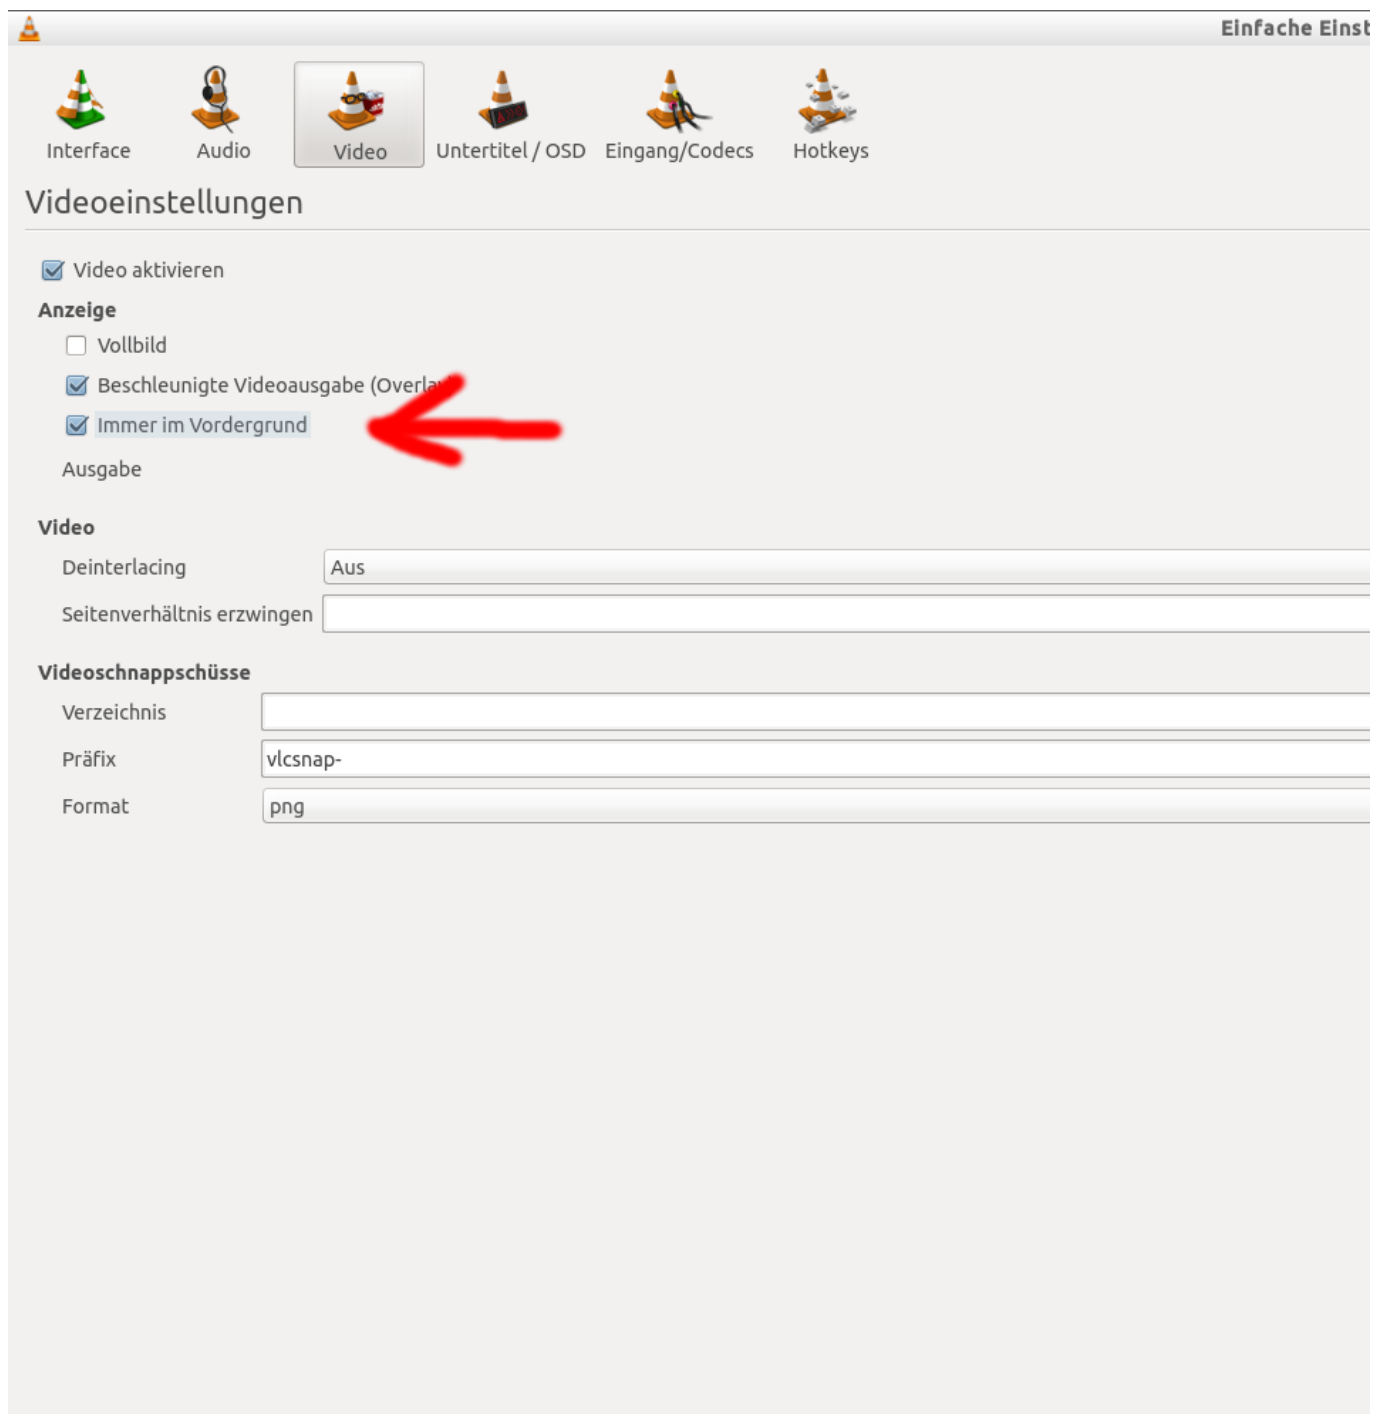 Einfache Einst
Interface Audio Video Untertitel / OSD Eingang/Codecs Hotkeys
Videoeinstellungen
Video aktivieren
Anzeige
Vollbild
Beschleunigte Videoausgabe
Immer im Vordergrund
Ausgabe
Video
Deinterlacing Aus
Seitenverhältnis erzwingen
Videoschnappschüsse
Verzeichnis
Präfix vlcsnap-
Format png